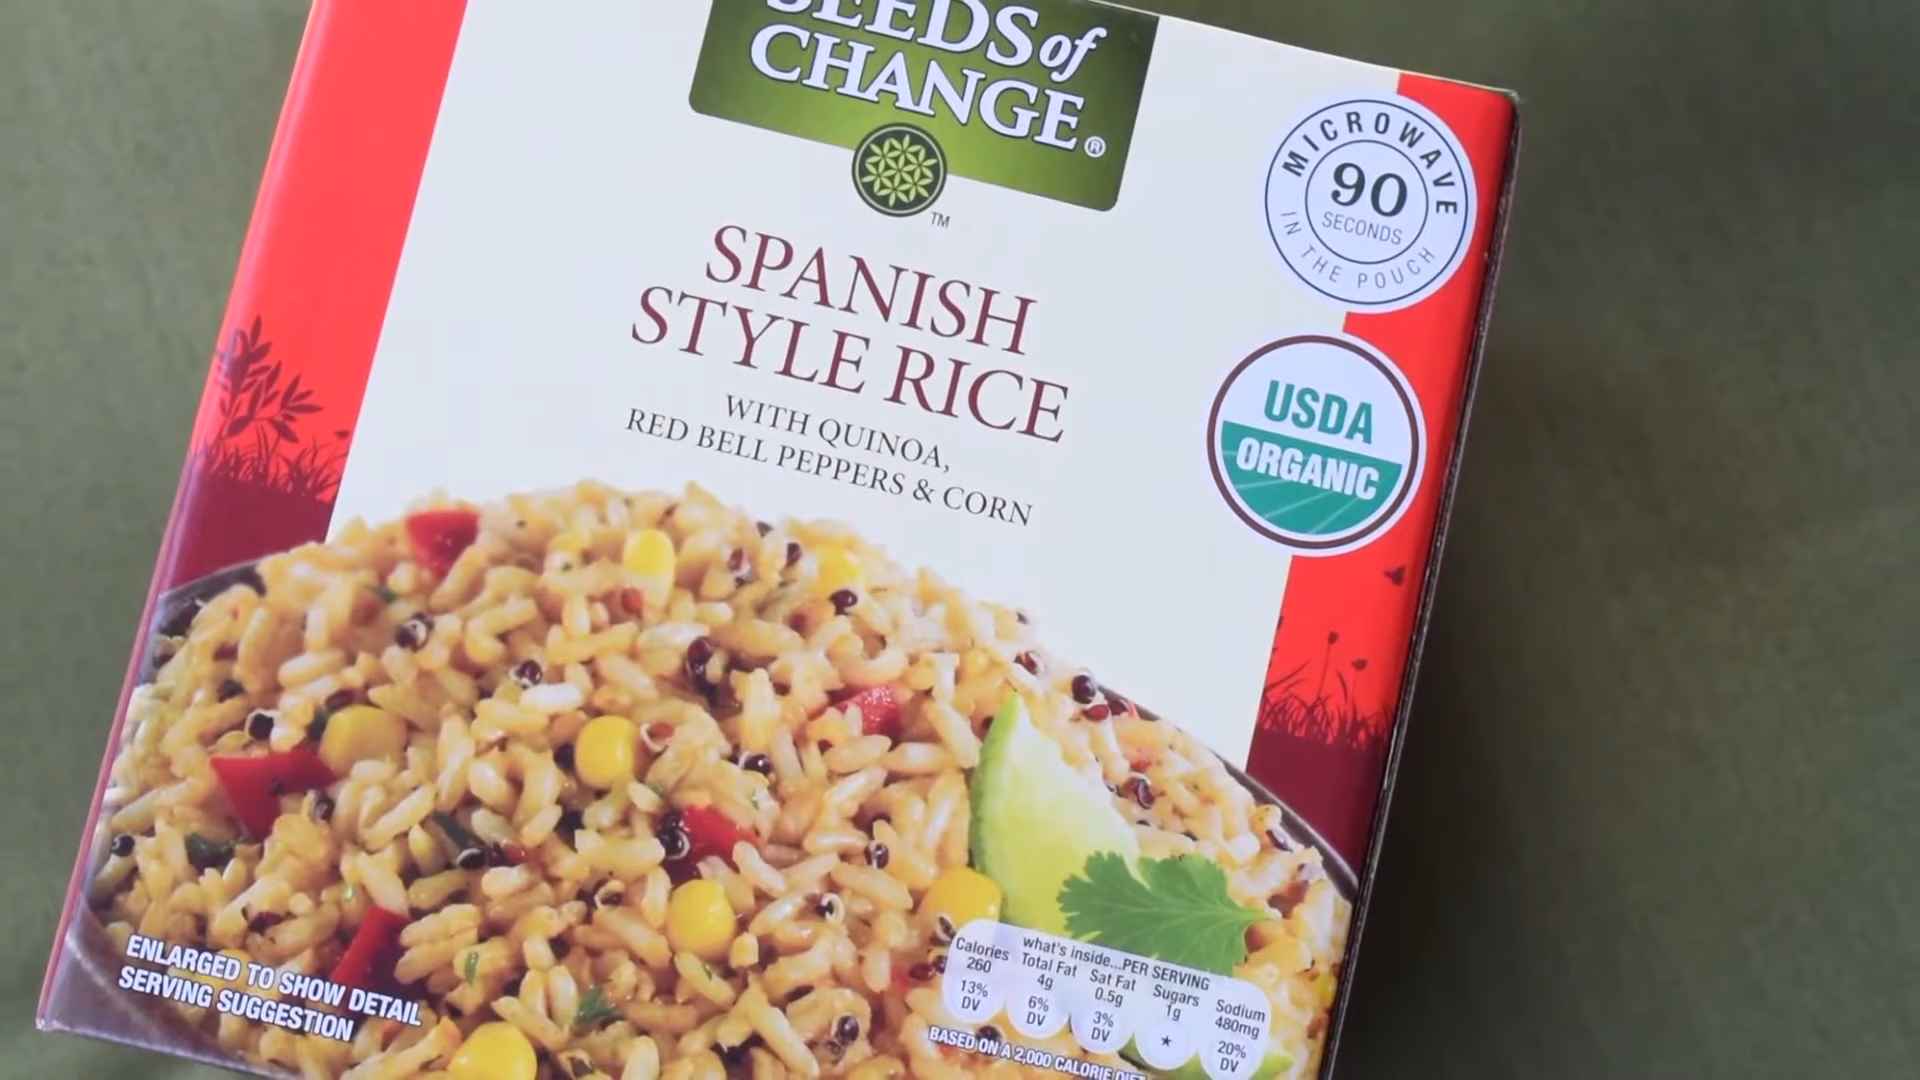 SEEDS of
CHANGE®
TM
SPANISH
STYLE RICE
WITH QUINOA,
RED BELL PEPPERS & CORN
MICROWAVE
90
SECONDS
IN THE POUCH
USDA
ORGANIC
ENLARGED TO SHOW DETAIL
SERVING SUGGESTION
what's inside...PER SERVING
Calories
260
13%
DV
Total Fat
4g
6%
DV
Sat Fat
0.5g
3%
DV
Sugars
1g
*
Sodium
480mg
20%
DV
BASED ON A 2,000 CALORIE DIET